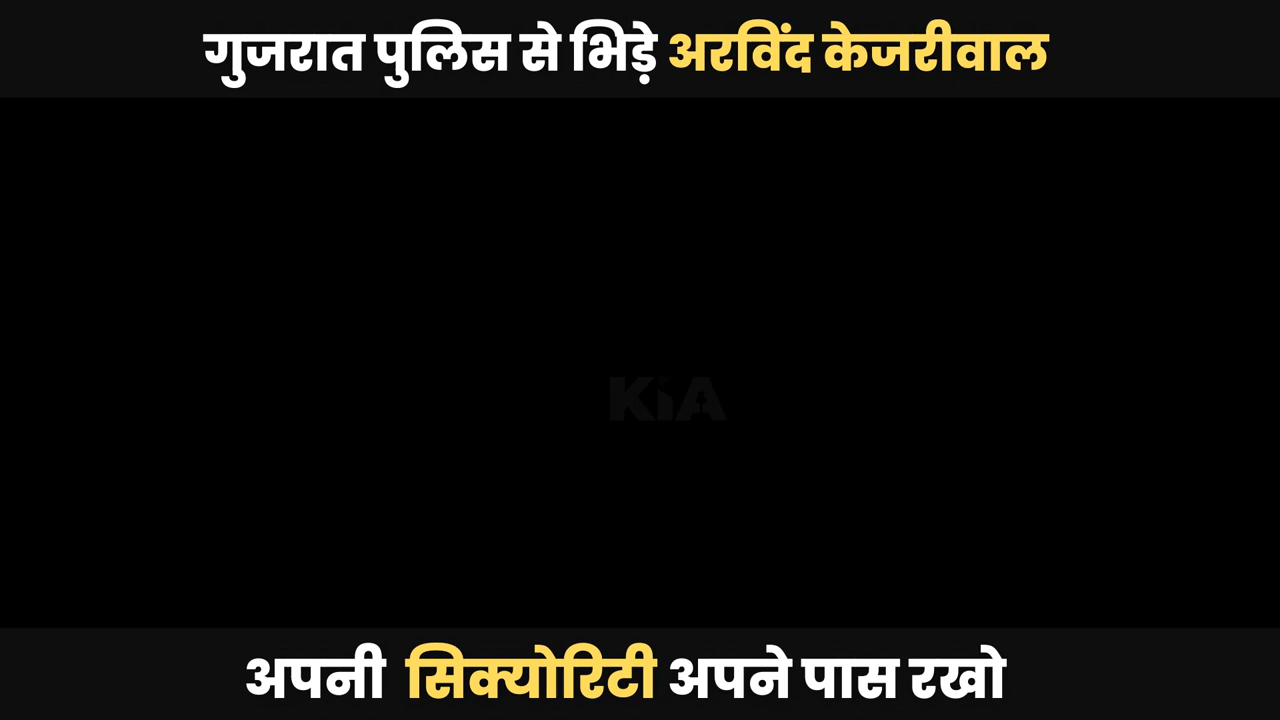 गुजरात पुलिस से भिड़े अरविंद केजरीवाल
KiA
अपनी सिक्योरिटी अपने पास रखो